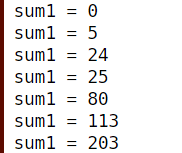 sum1 = 0
sum1 = 5
sum1 = 24
sum1 = 25
sum1 = 80
sum1 = 113
sum1 = 203